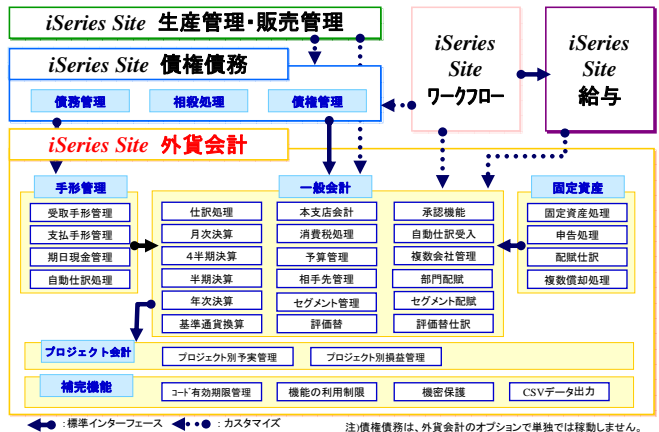 iSeries Site 生産管理・販売管理
iSeries Site 債権債務
債務管理 相殺処理 債権管理
iSeries
Site
ワークフロー
iSeries
Site
給与
iSeries Site 外貨会計
手形管理
受取手形管理
支払手形管理
期日現金管理
自動仕訳処理
一般会計
仕訳処理 本支店会計 承認機能
月次決算 消費税処理 自動仕訳受入
4半期決算 予算管理 複数会社管理
半期決算 相手先管理 部門配賦
年次決算 セグメント管理 セグメント配賦
基準通貨換算 評価替 評価替仕訳
固定資産
固定資産処理
申告処理
配賦仕訳
複数償却処理
プロジェクト会計
プロジェクト別予実管理 プロジェクト別損益管理
補完機能
コード有効期限管理 機能の利用制限 機密保護 CSVデータ出力
:標準インターフェース :カスタマイズ
注)債権債務は、外貨会計のオプションで単独では稼動しません。